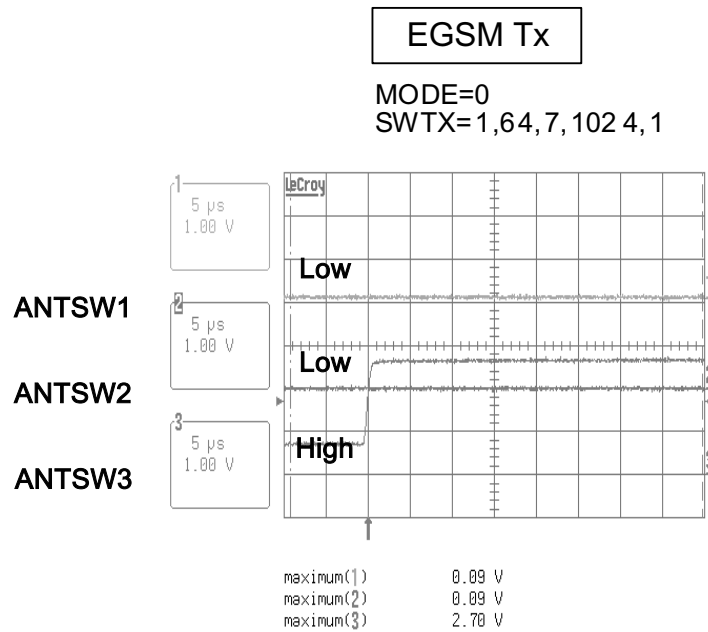 EGSM Tx
MODE=0
SWTX=1,64,7,1024,1
1
5 µs
1.00 V
LeCroy
Low
ANTSW1
2
5 µs
1.00 V
Low
ANTSW2
3
5 µs
1.00 V
High
ANTSW3
maximum(1) 0.09 V
maximum(2) 0.09 V
maximum(3) 2.70 V